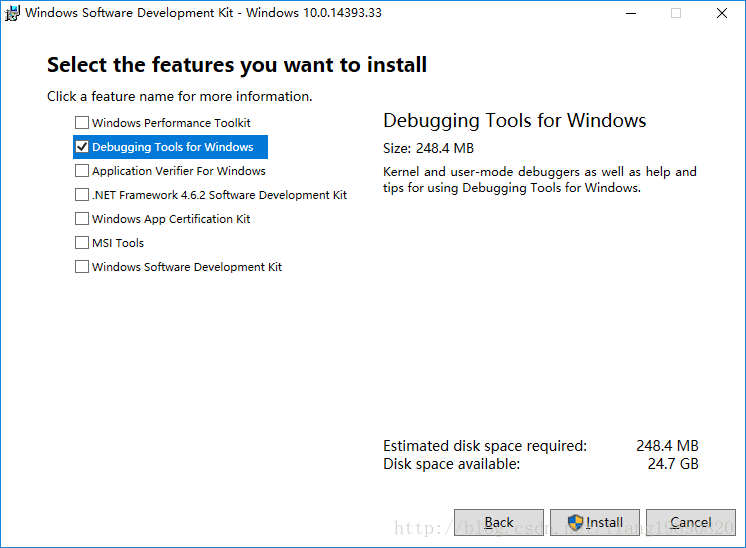 Windows Software Development Kit - Windows 10.0.14393.33
Select the features you want to install
Click a feature name for more information.
Windows Performance Toolkit
Debugging Tools for Windows
Application Verifier For Windows
.NET Framework 4.6.2 Software Development Kit
Windows App Certification Kit
MSI Tools
Windows Software Development Kit
Debugging Tools for Windows
Size: 248.4 MB
Kernel and user-mode debuggers as well as help and
tips for using Debugging Tools for Windows.
Estimated disk space required: 248.4 MB
Disk space available: 24.7 GB
Back Install Cancel